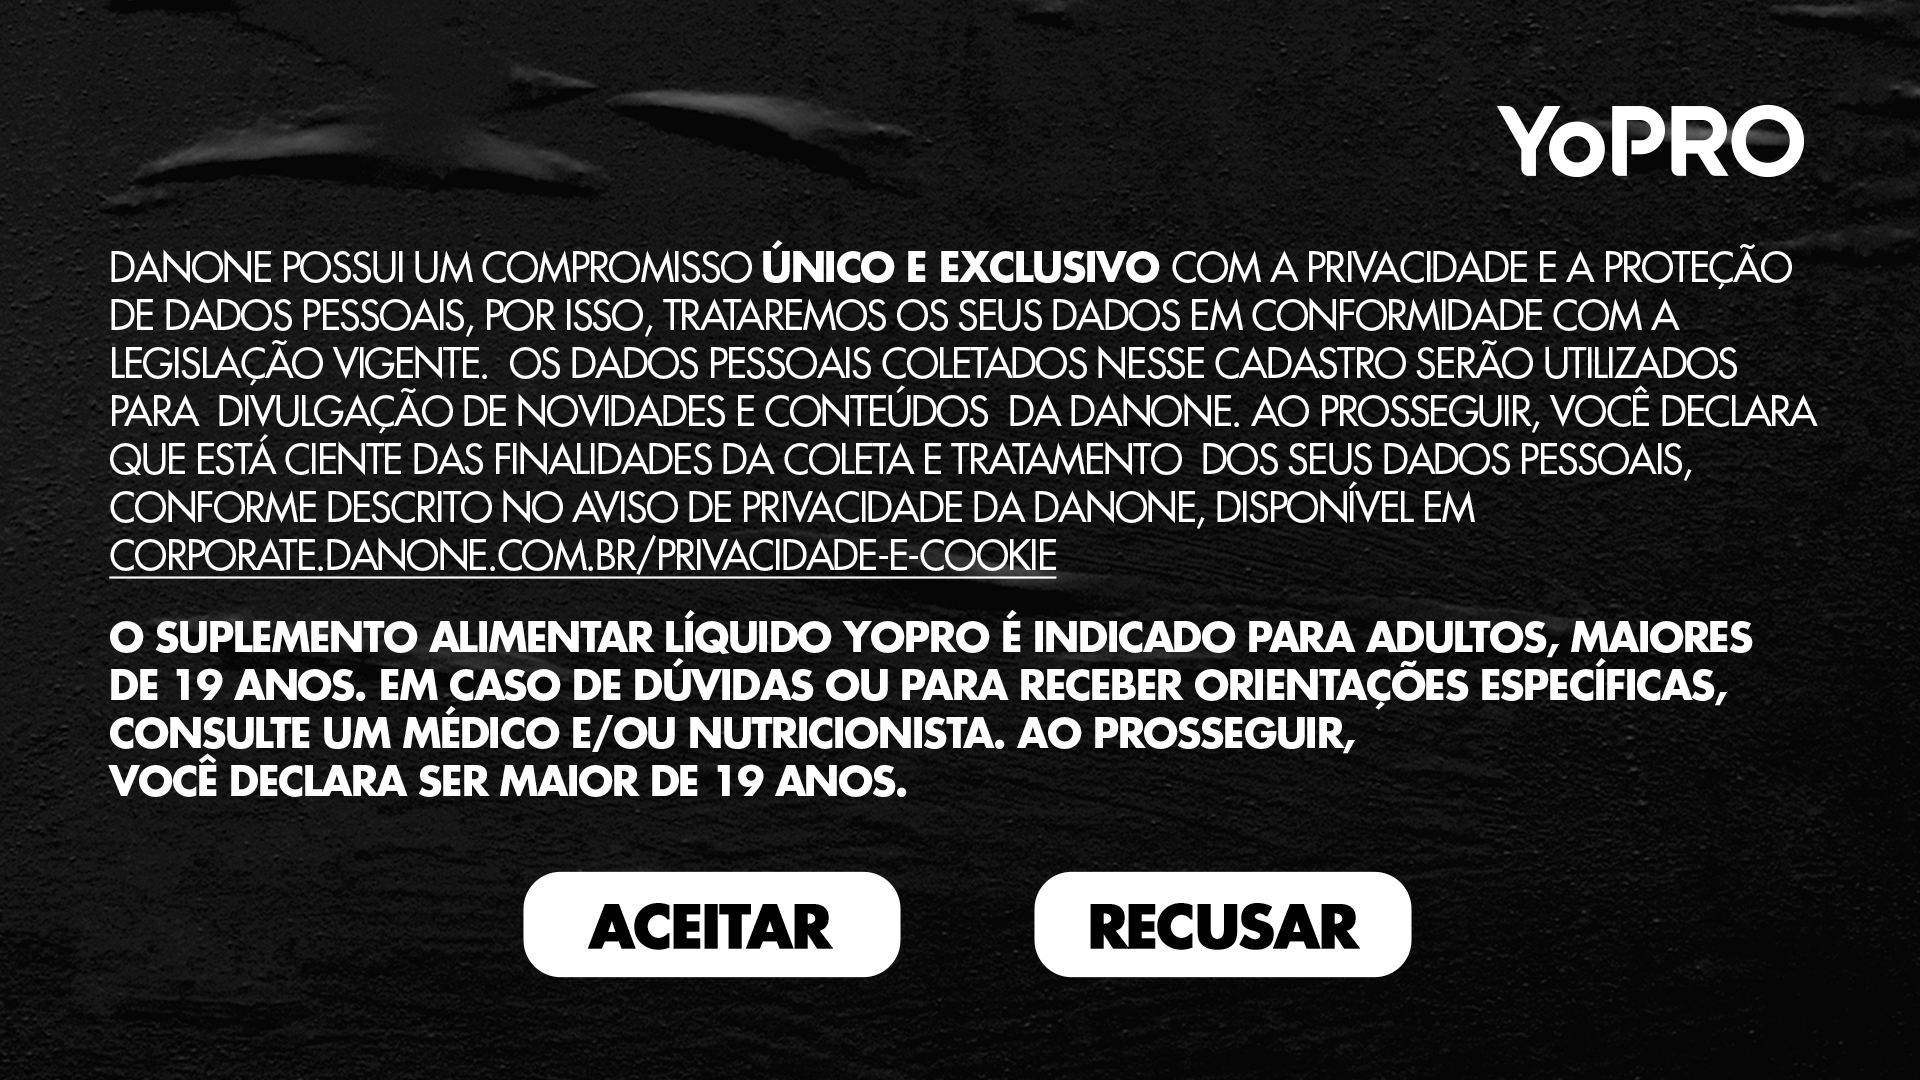 YoPRO
DANONE POSSUI UM COMPROMISSO ÚNICO E EXCLUSIVO COM A PRIVACIDADE E A PROTEÇÃO
DE DADOS PESSOAIS, POR ISSO, TRATAREMOS OS SEUS DADOS EM CONFORMIDADE COM A
LEGISLAÇÃO VIGENTE. OS DADOS PESSOAIS COLETADOS NESSE CADASTRO SERÃO UTILIZADOS
PARA DIVULGAÇÃO DE NOVIDADES E CONTEÚDOS DA DANONE. AO PROSSEGUIR, VOCÊ DECLARA
QUE ESTÁ CIENTE DAS FINALIDADES DA COLETA E TRATAMENTO DOS SEUS DADOS PESSOAIS,
CONFORME DESCRITO NO AVISO DE PRIVACIDADE DA DANONE, DISPONÍVEL EM
CORPORATE.DANONE.COM.BR/PRIVACIDADE-E-COOKIE
O SUPLEMENTO ALIMENTAR LÍQUIDO YOPRO É INDICADO PARA ADULTOS, MAIORES
DE 19 ANOS. EM CASO DE DÚVIDAS OU PARA RECEBER ORIENTAÇÕES ESPECÍFICAS,
CONSULTE UM MÉDICO E/OU NUTRICIONISTA. AO PROSSEGUIR,
VOCÊ DECLARA SER MAIOR DE 19 ANOS.
ACEITAR
RECUSAR